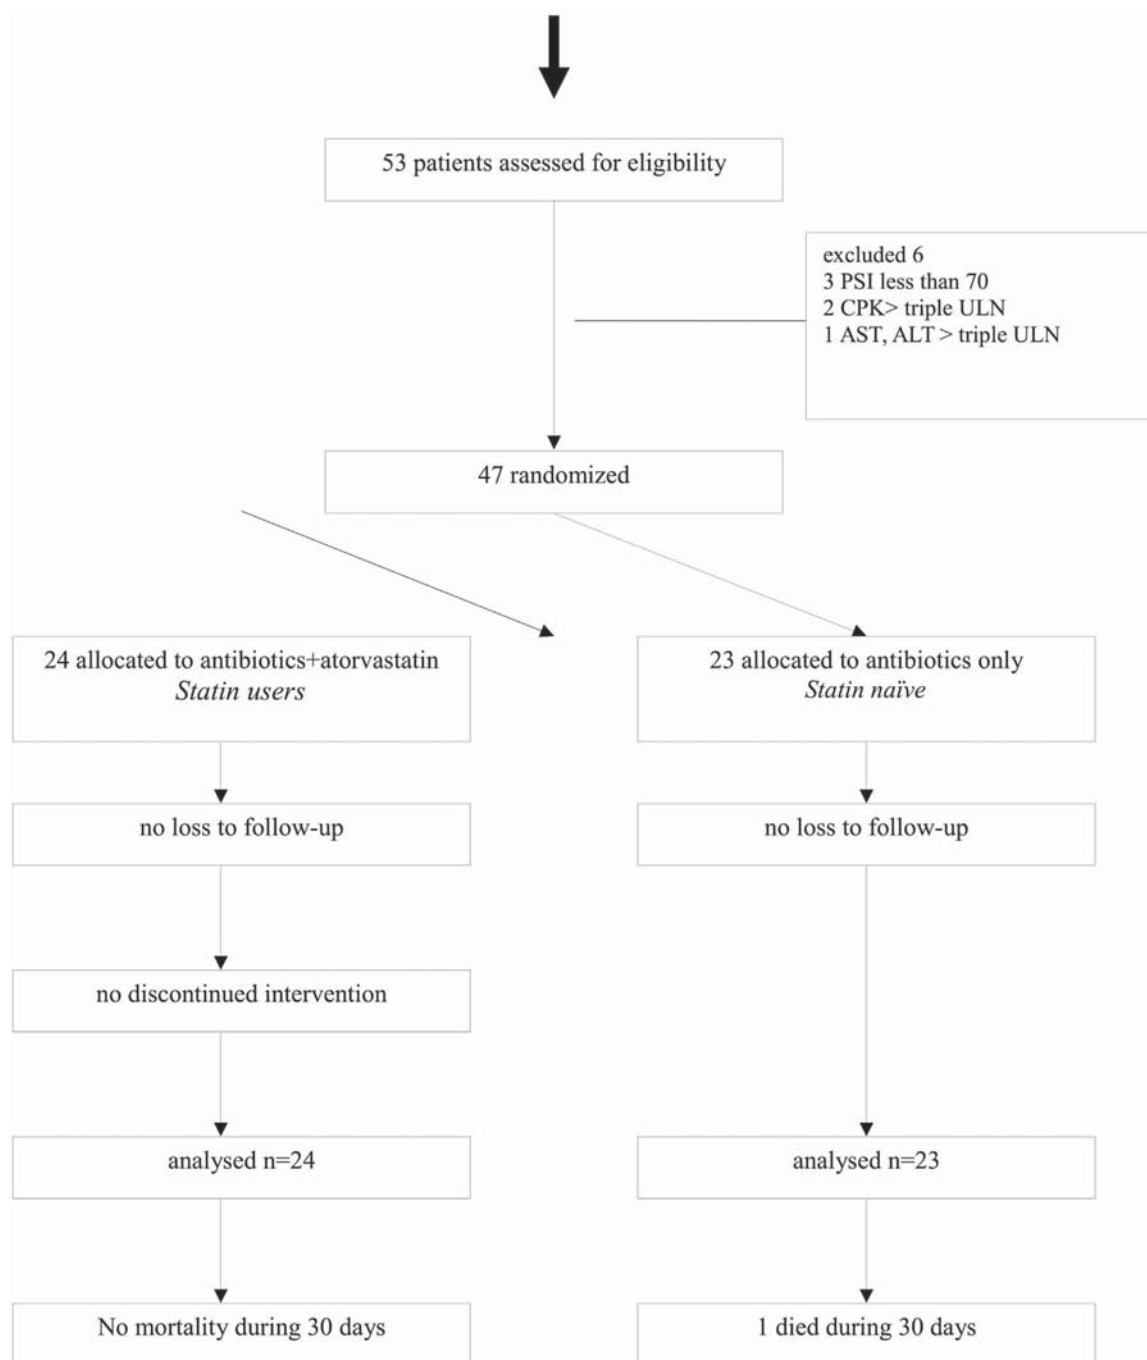 53 patients assessed for eligibility
excluded 6
3 PSI less than 70
2 CPK> triple ULN
1 AST, ALT > triple ULN
47 randomized
24 allocated to antibiotics+atorvastatin
Statin users
23 allocated to antibiotics only
Statin naïve
no loss to follow-up
no loss to follow-up
no discontinued intervention
analysed n=24
analysed n=23
No mortality during 30 days
1 died during 30 days